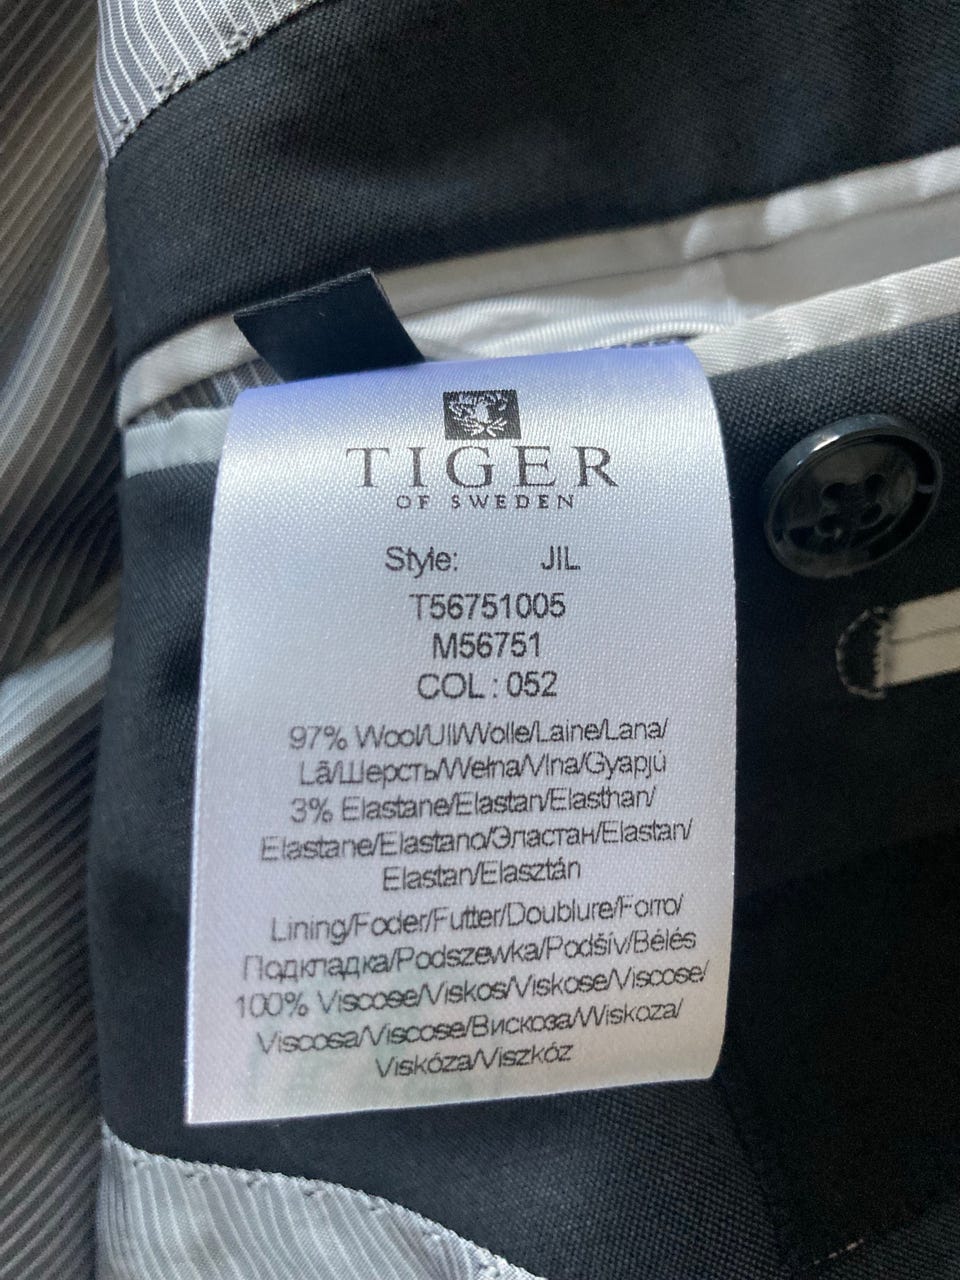 TIGER
OF SWEDEN
Style: JIL
T56751005
M56751
COL : 052
97% Wool/Ull/Wolle/Laine/Lana/
Lã/Шерсть/Wełna/Vlna/Gyapjú
3% Elastane/Elastan/Elasthan/
Elastane/Elastano/Эластан/Elastan/
Elastan/Elasztán
Lining/Foder/Futter/Doublure/Forro/
Подкладка/Podszewka/Podšív/Bélés
100% Viscose/Viskos/Viskose/Viscose/
Viscosa/Viscose/Вискоза/Wiskoza/
Viskóza/Viszkóz